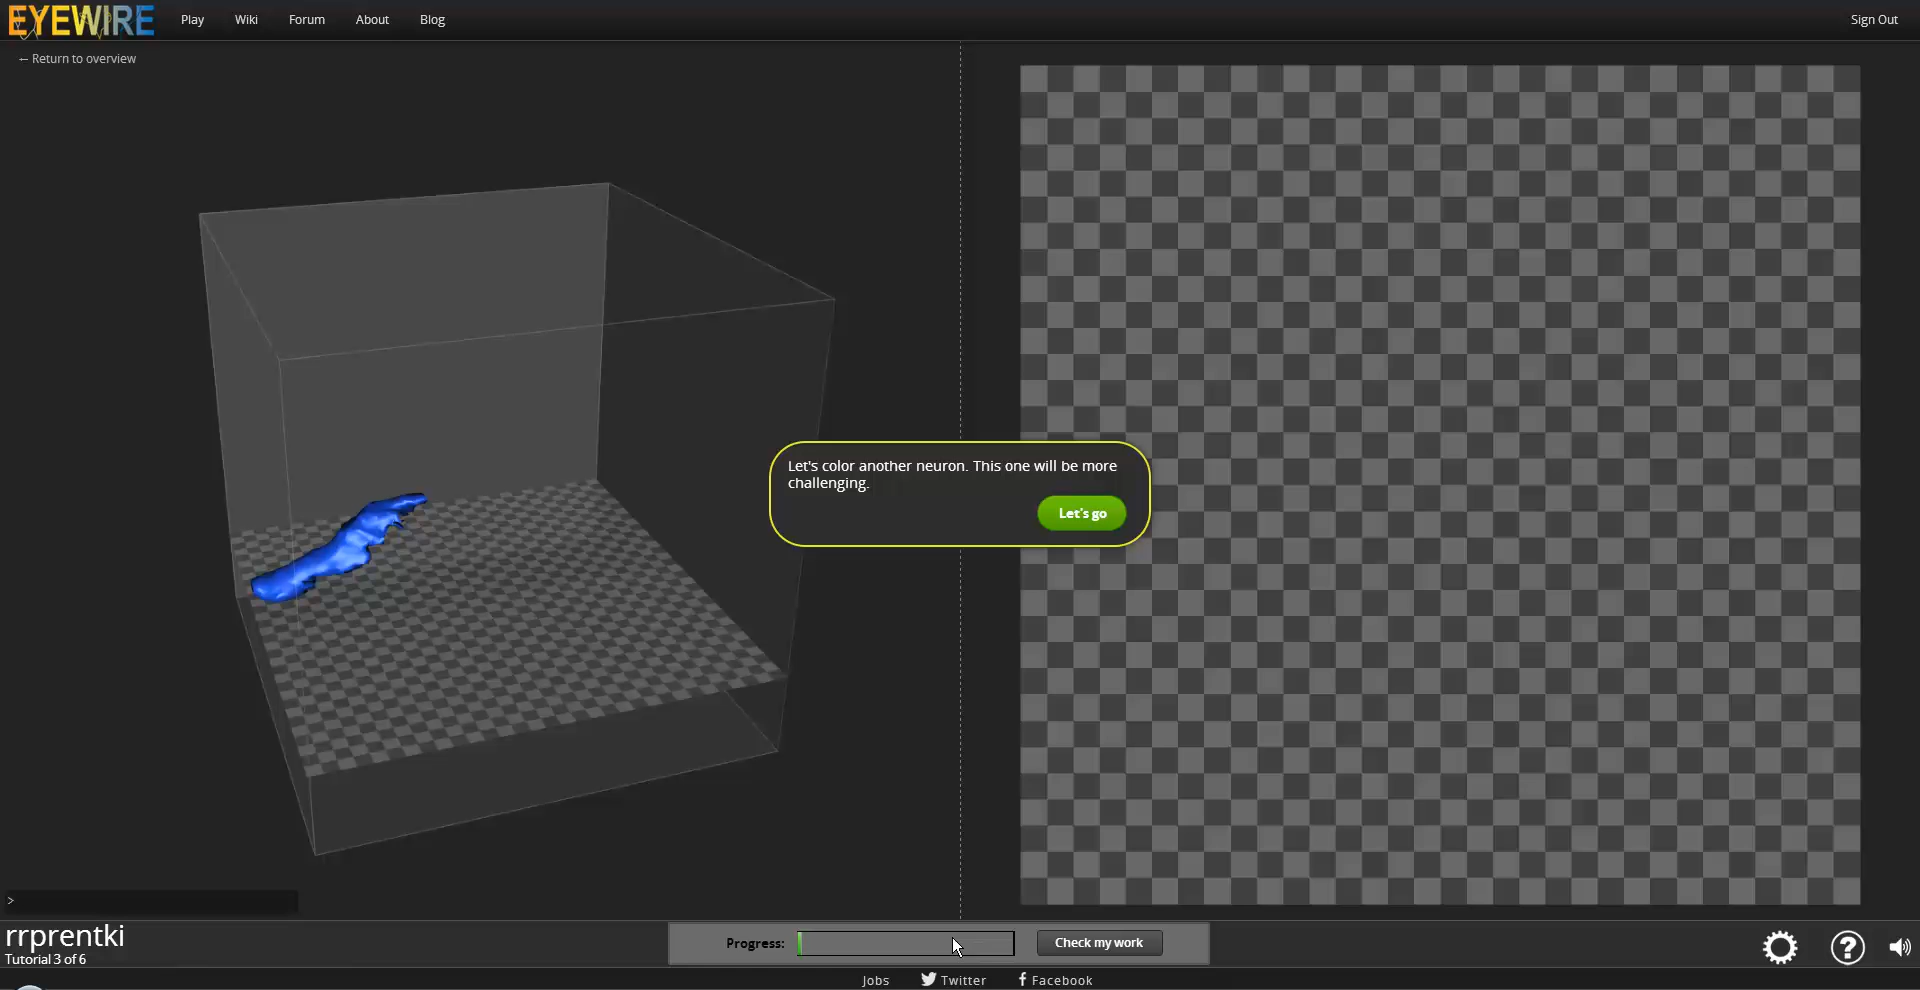 EYEWIRE Play Wiki Forum About Blog Sign Out
← Return to overview
Let's color another neuron. This one will be more
challenging.
Let's go
>
rrprentki
Tutorial 3 of 6
Progress: Check my work
?
Jobs Twitter Facebook